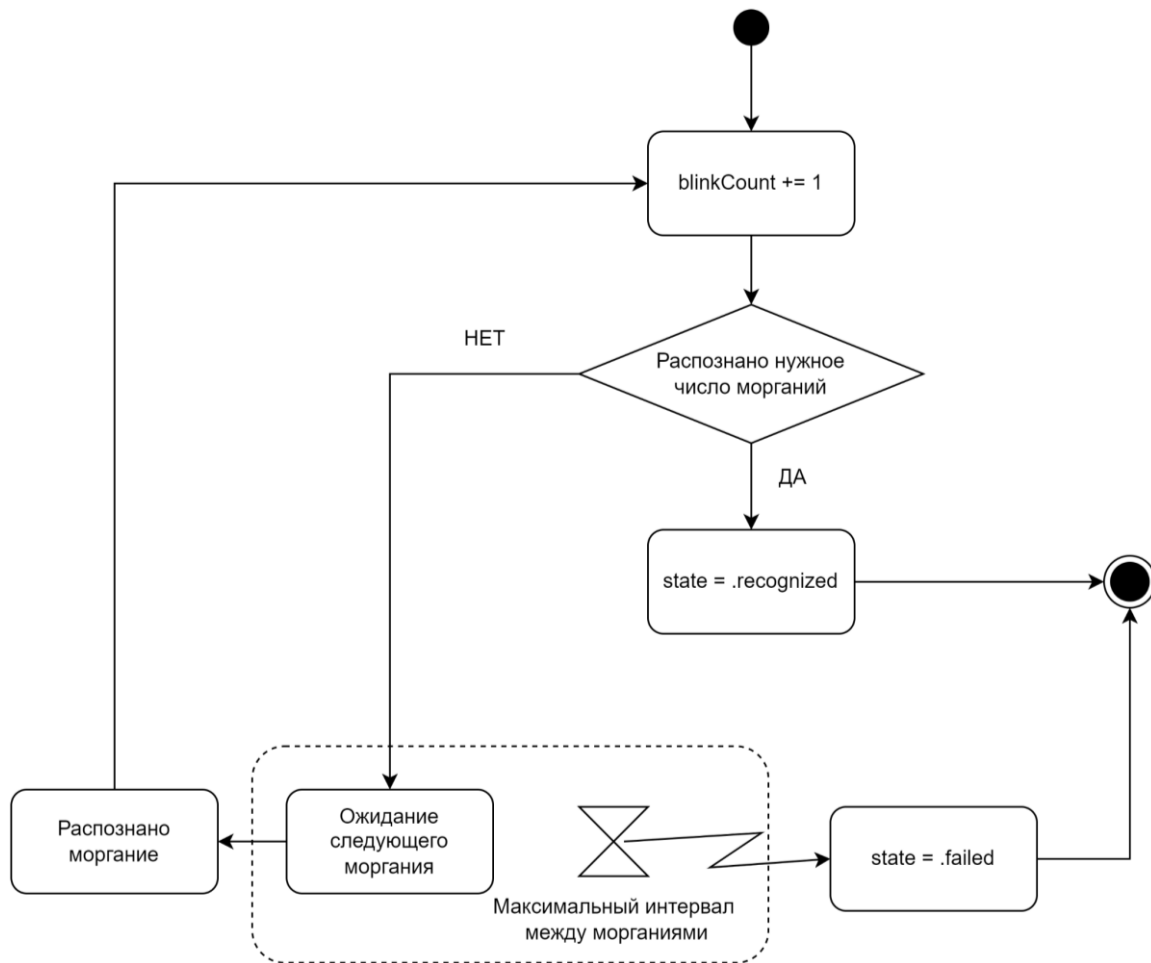 blinkCount += 1
НЕТ
Распознано нужное
число морганий
ДА
state = .recognized
Распознано
моргание
Ожидание
следующего
моргания
Максимальный интервал
между морганиями
state = .failed